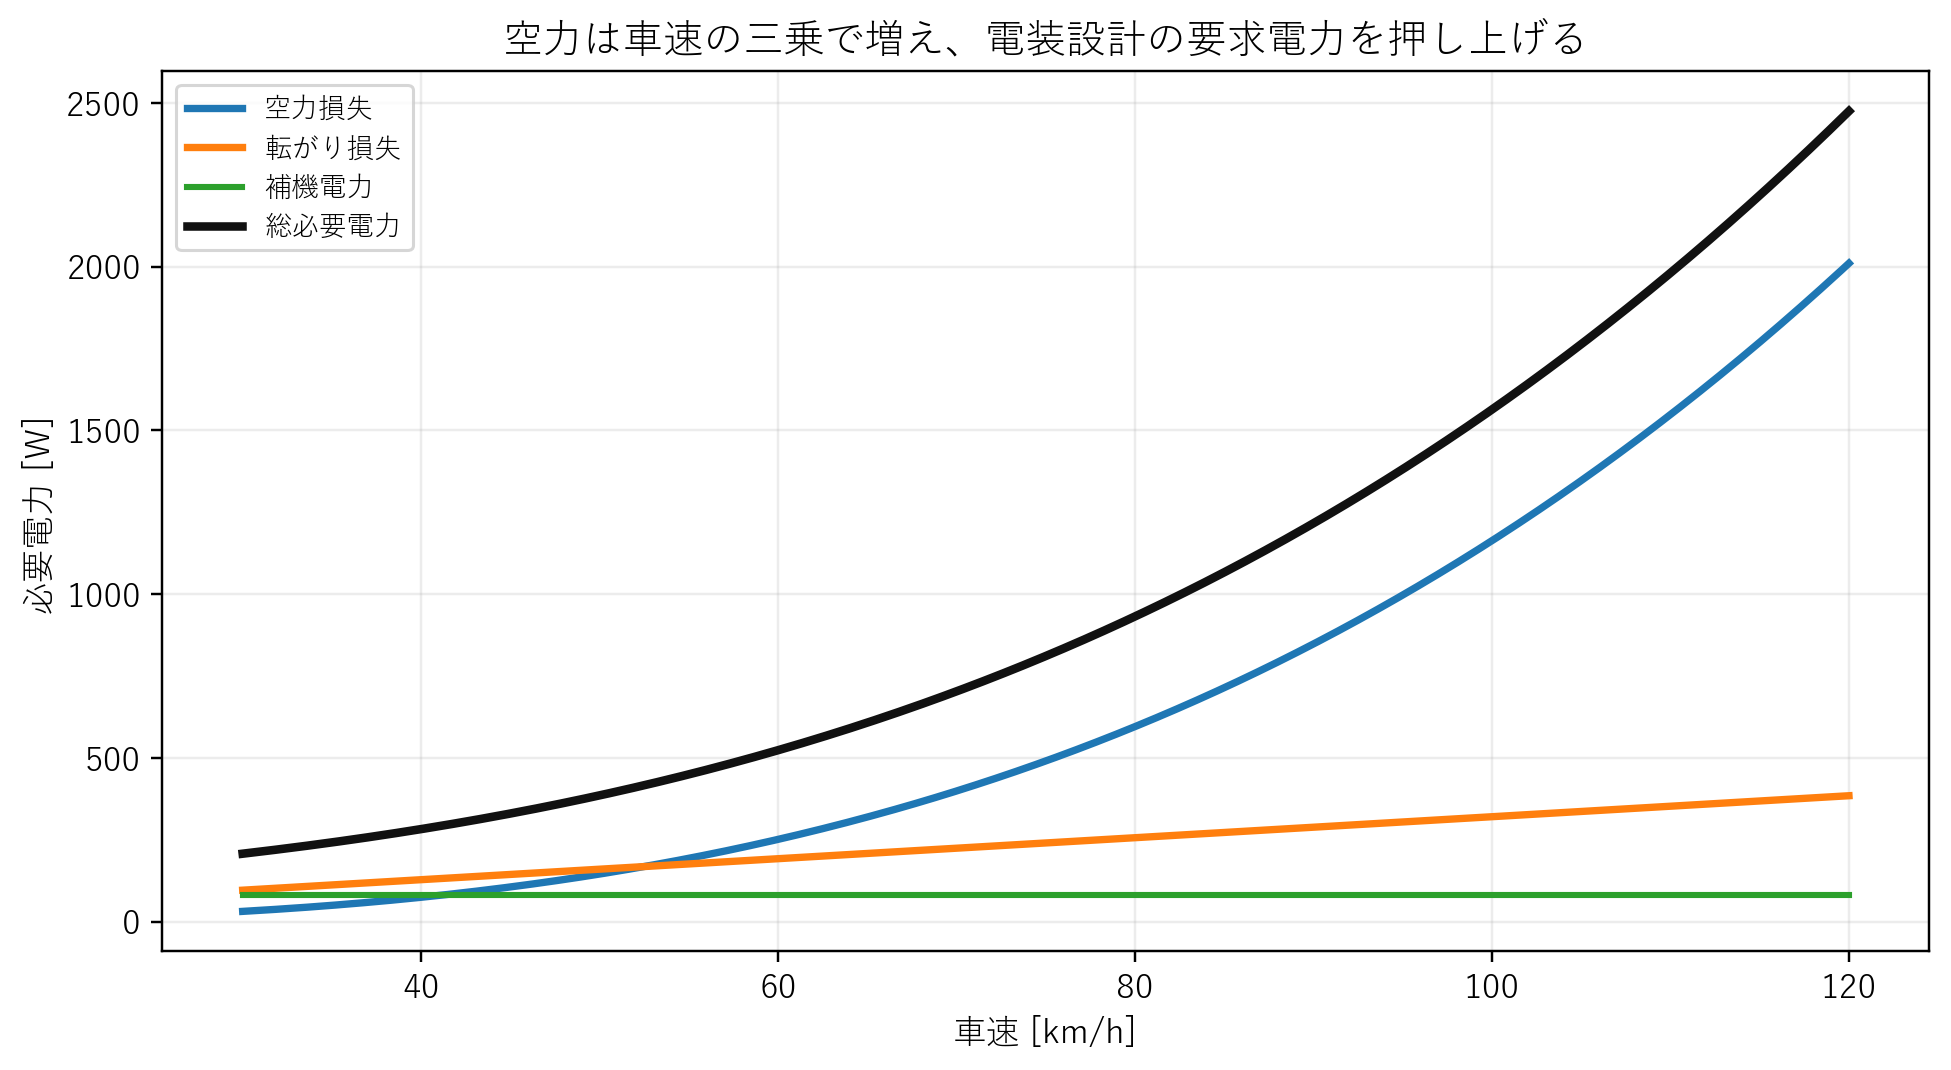 空力は車速の三乗で増え、電装設計の要求電力を押し上げる
空力損失
転がり損失
補機電力
総必要電力
必要電力 [W]
2500
2000
1500
1000
500
0
40 60 80 100 120
車速 [km/h]